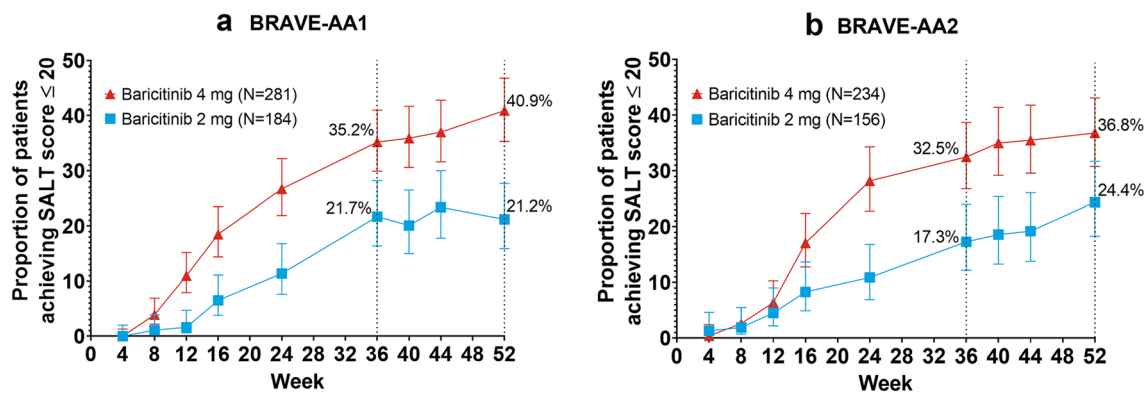 a BRAVE-AA1
Proportion of patients
achieving SALT score ≤ 20
50
40
30
20
10
0
Baricitinib 4 mg (N=281)
Baricitinib 2 mg (N=184)
35.2%
40.9%
21.7%
21.2%
0 4 8 12 16 20 24 28 32 36 40 44 48 52
Week
b BRAVE-AA2
Proportion of patients
achieving SALT score ≤ 20
50
40
30
20
10
0
Baricitinib 4 mg (N=234)
Baricitinib 2 mg (N=156)
32.5%
36.8%
17.3%
24.4%
0 4 8 12 16 20 24 28 32 36 40 44 48 52
Week